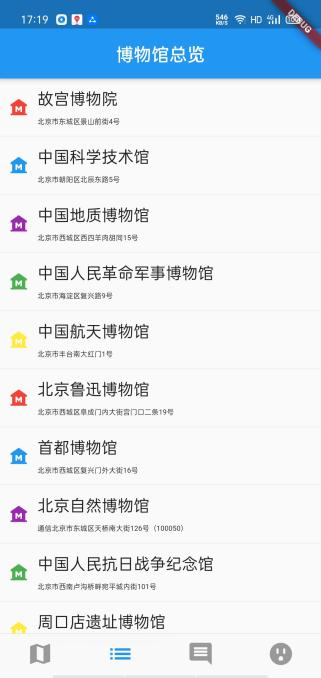 17:19
546
KB/S
HD
4G
DEBUG
博物馆总览
故宫博物院
北京市东城区景山前街4号
中国科学技术馆
北京市朝阳区北辰东路5号
中国地质博物馆
北京市西城区西四羊肉胡同15号
中国人民革命军事博物馆
北京市海淀区复兴路9号
中国航天博物馆
北京市丰台南大红门1号
北京鲁迅博物馆
北京市西城区阜成门内大街宫门口二条19号
首都博物馆
北京市西城区复兴门外大街16号
北京自然博物馆
通信北京市东城区天桥南大街126号（100050）
中国人民抗日战争纪念馆
北京市西南卢沟桥畔宛平城内街101号
周口店遗址博物馆